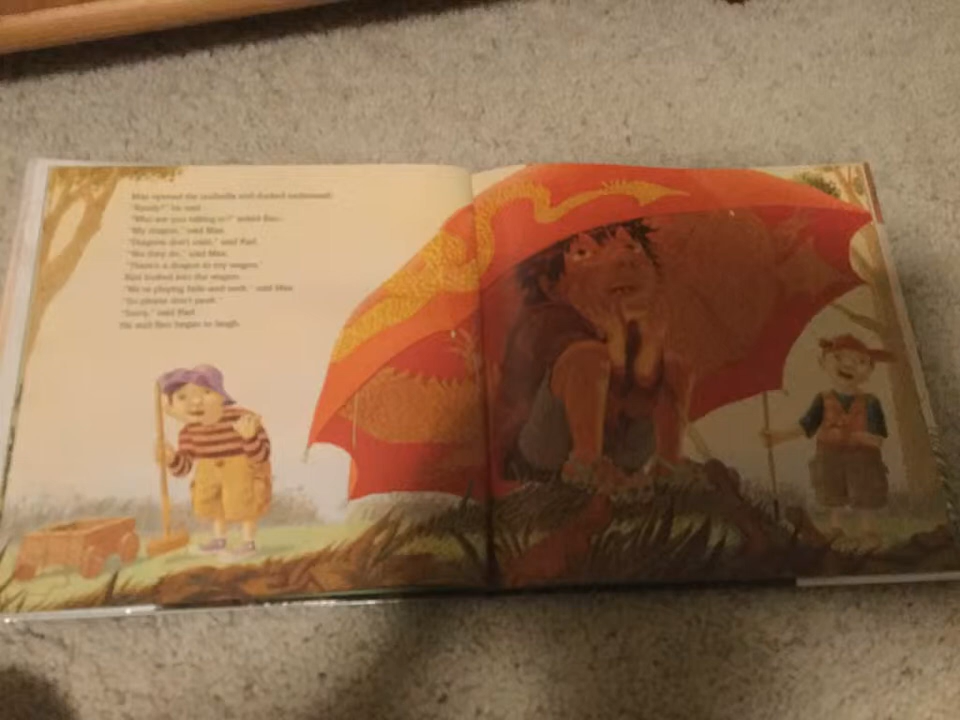 Max opened the umbrella and ducked underneath.
"Ready?" he said.
"Who are you talking to?" asked Ben.
"My dragon," said Max.
"Dragons don't exist," said Karl.
"Yes they do," said Max.
"There's a dragon in my wagon."
looked into the wagon.
"We're playing hide-and-seek," said Max.
"So please don't peek."
"Sorry," said Karl.
He and Ben began to laugh.